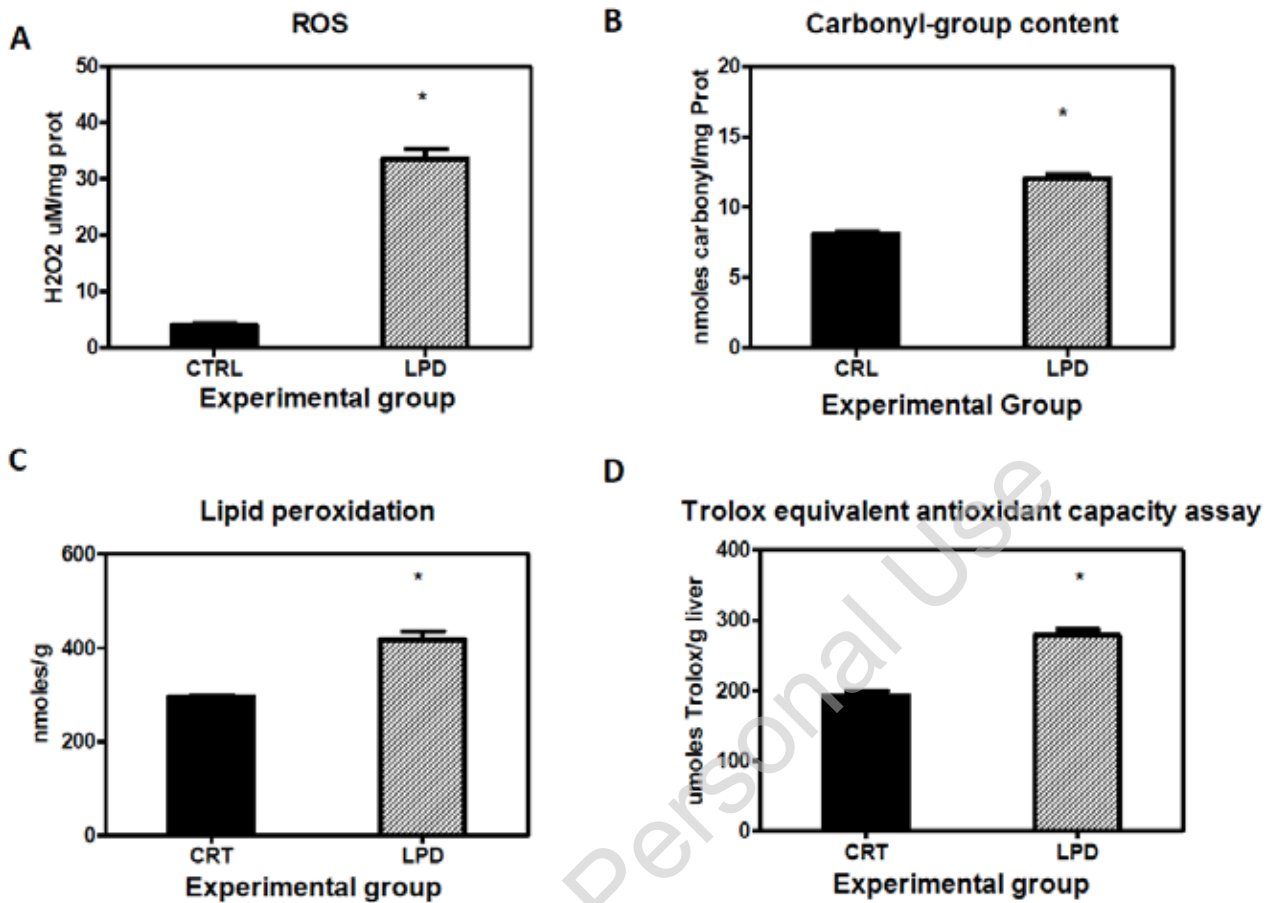 A
ROS
H2O2 uM/mg prot
50
40
30
20
10
0
*
CTRL
LPD
Experimental group
B
Carbonyl-group content
nmoles carbonyl/mg Prot
20
15
10
5
0
*
CRL
LPD
Experimental Group
C
Lipid peroxidation
nmoles/g
600
400
200
0
*
CRT
LPD
Experimental group
D
Trolox equivalent antioxidant capacity assay
umoles Trolox/g liver
400
300
200
100
0
*
CRT
LPD
Experimental group
Personal Use